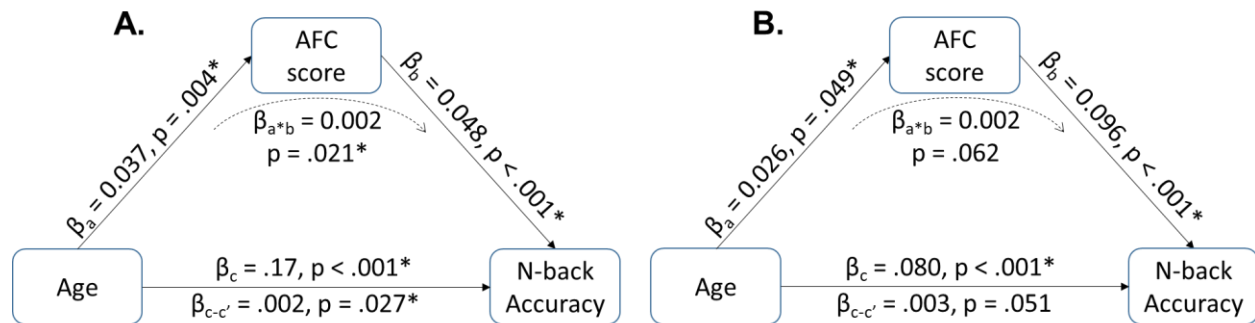 A.
AFC
score
βa = 0.037, p = .004*
βb = 0.048, p < .001*
βa*b = 0.002
p = .021*
Age
βc = .17, p < .001*
βc-c′ = .002, p = .027*
N-back
Accuracy
B.
AFC
score
βa = 0.026, p = .049*
βb = 0.096, p < .001*
βa*b = 0.002
p = .062
Age
βc = .080, p < .001*
βc-c′ = .003, p = .051
N-back
Accuracy